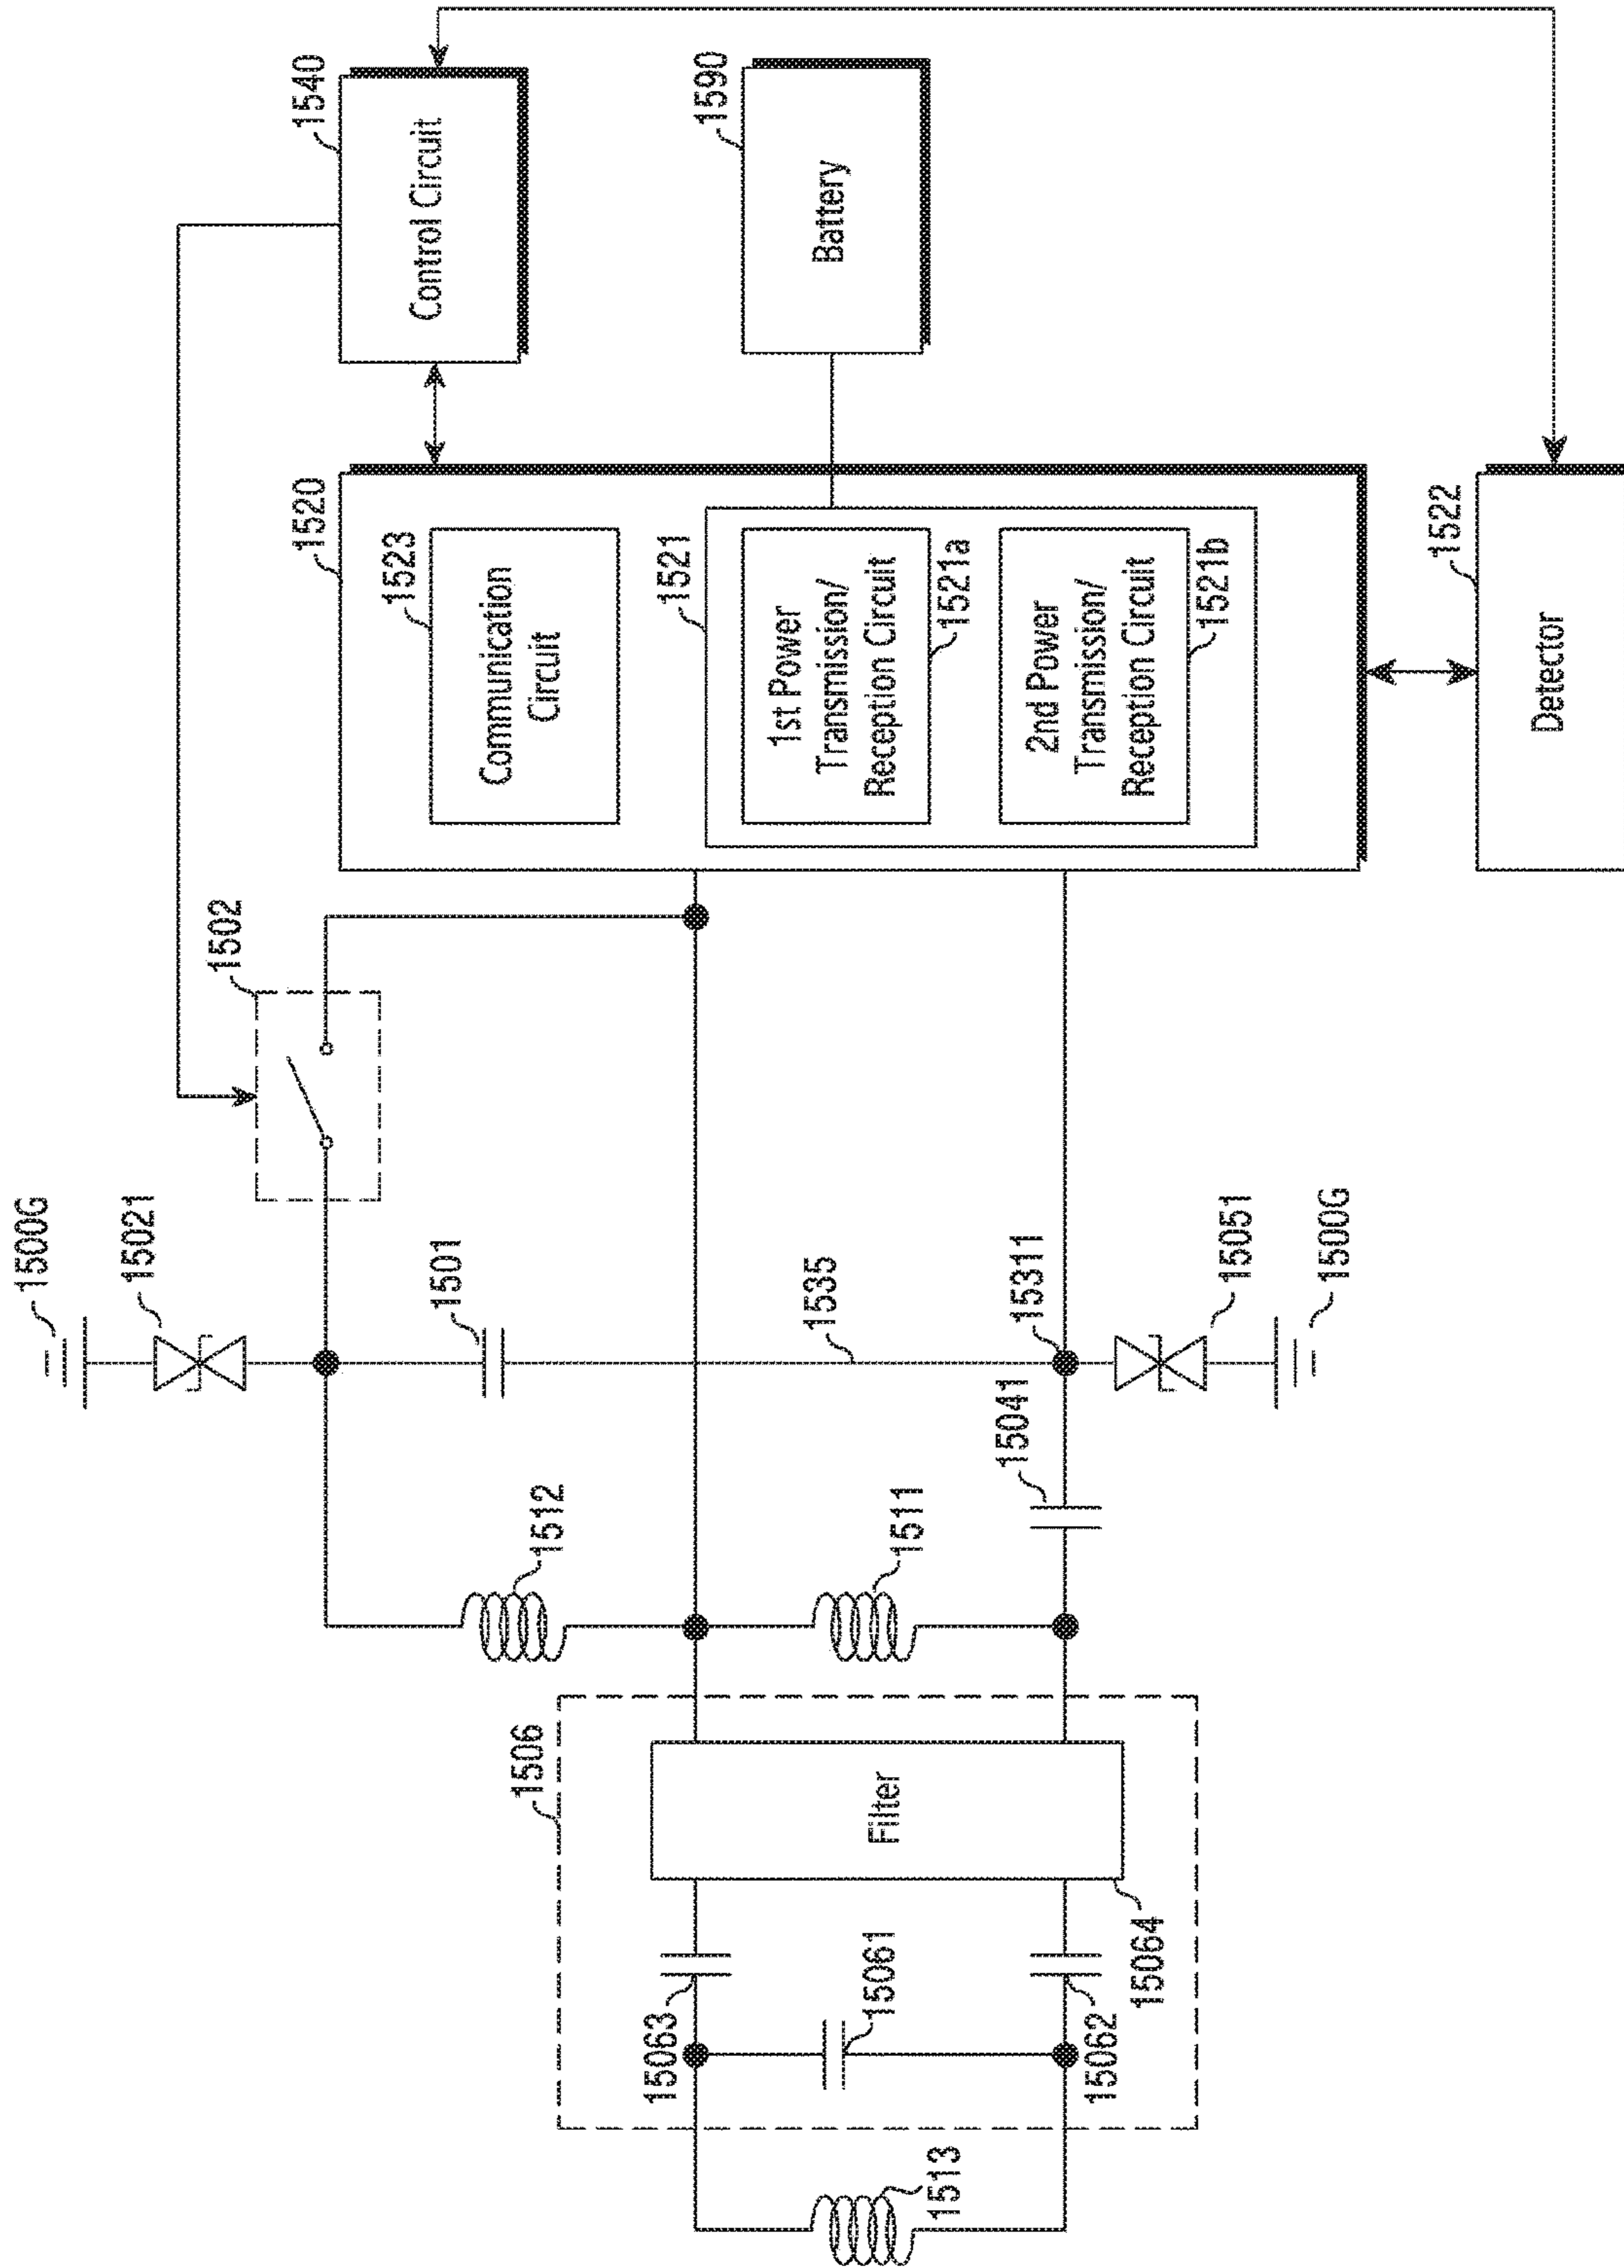 1513
1506
15063
15061
15062
Filter
15064
1512
1511
15041
1500G
15021
1501
1535
15311
15051
1500G
1502
1520
1523
Communication
Circuit
1521
1st Power
Transmission/
Reception Circuit
1521a
2nd Power
Transmission/
Reception Circuit
1521b
1522
Detector
1540
Control Circuit
1590
Battery